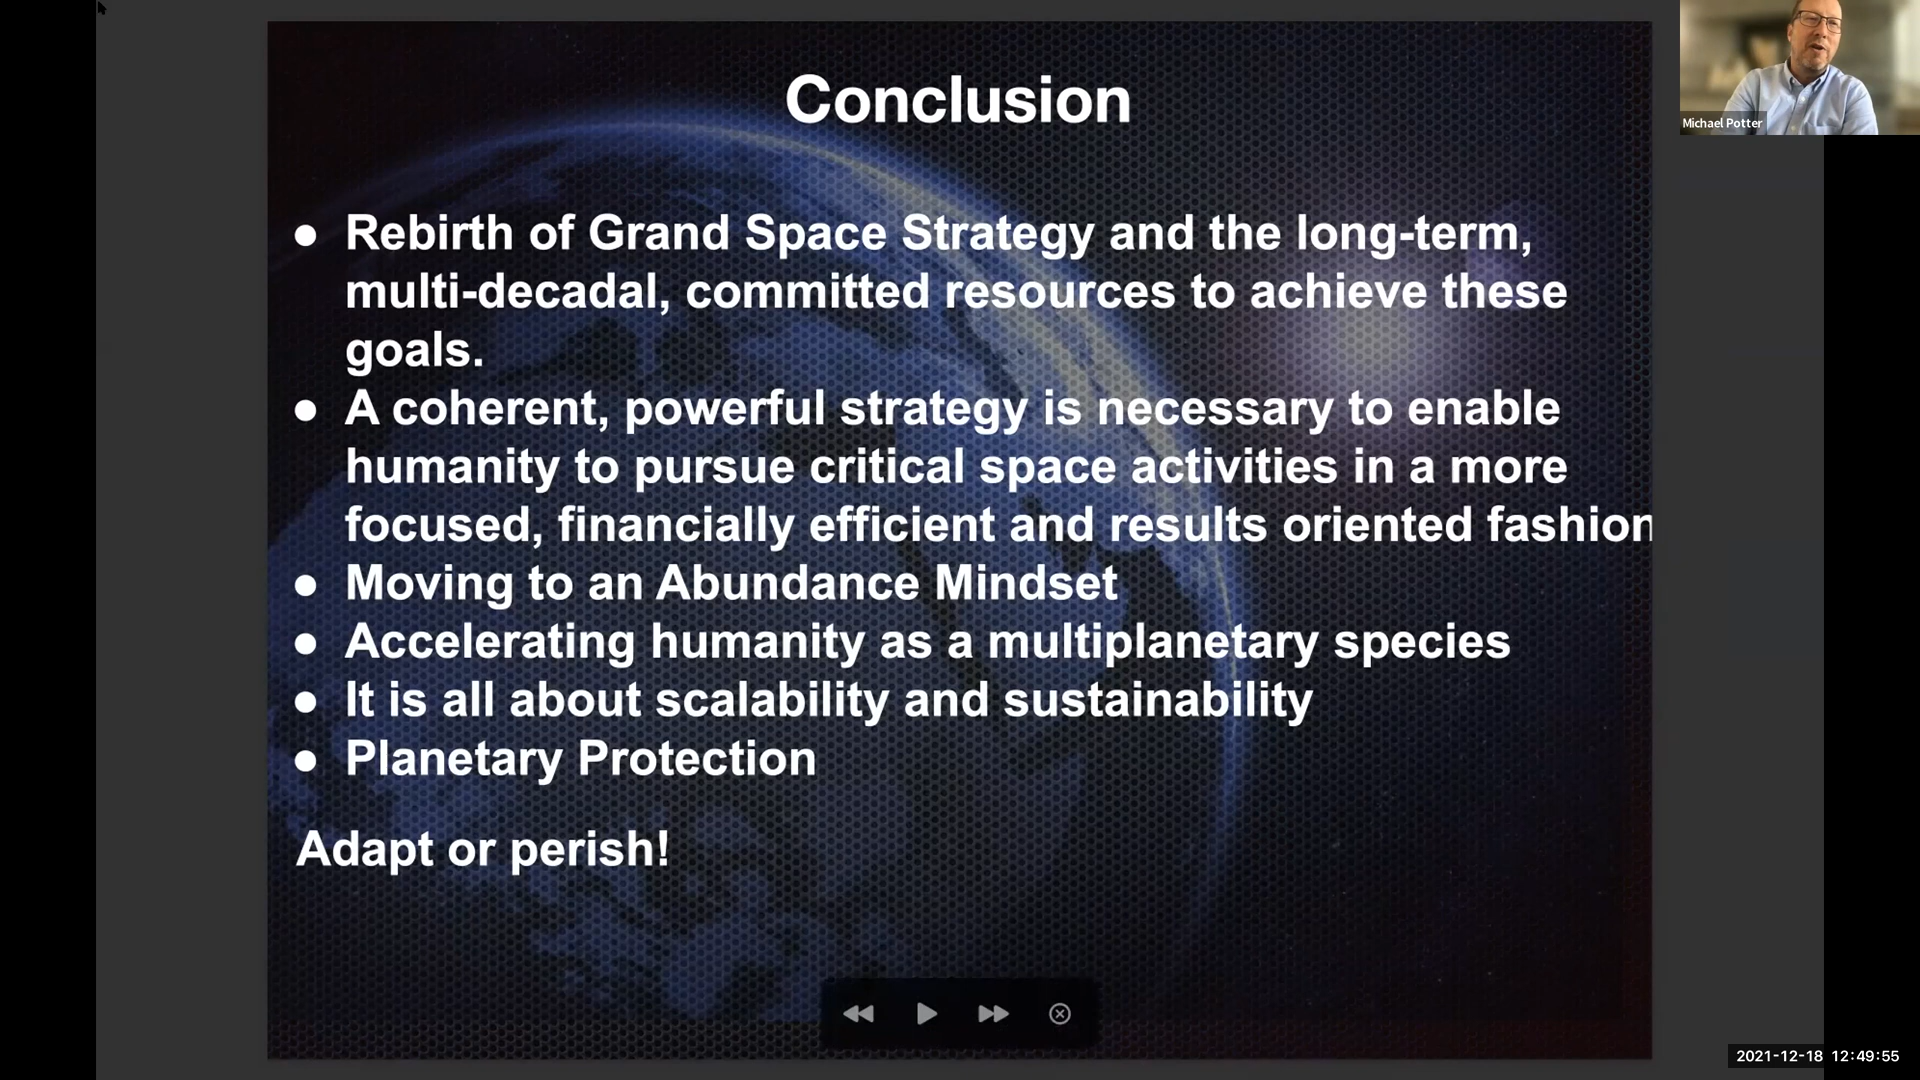 Conclusion
Michael Potter
● Rebirth of Grand Space Strategy and the long-term,
multi-decadal, committed resources to achieve these
goals.
● A coherent, powerful strategy is necessary to enable
humanity to pursue critical space activities in a more
focused, financially efficient and results oriented fashion
● Moving to an Abundance Mindset
● Accelerating humanity as a multiplanetary species
● It is all about scalability and sustainability
● Planetary Protection
Adapt or perish!
2021-12-18 12:49:55